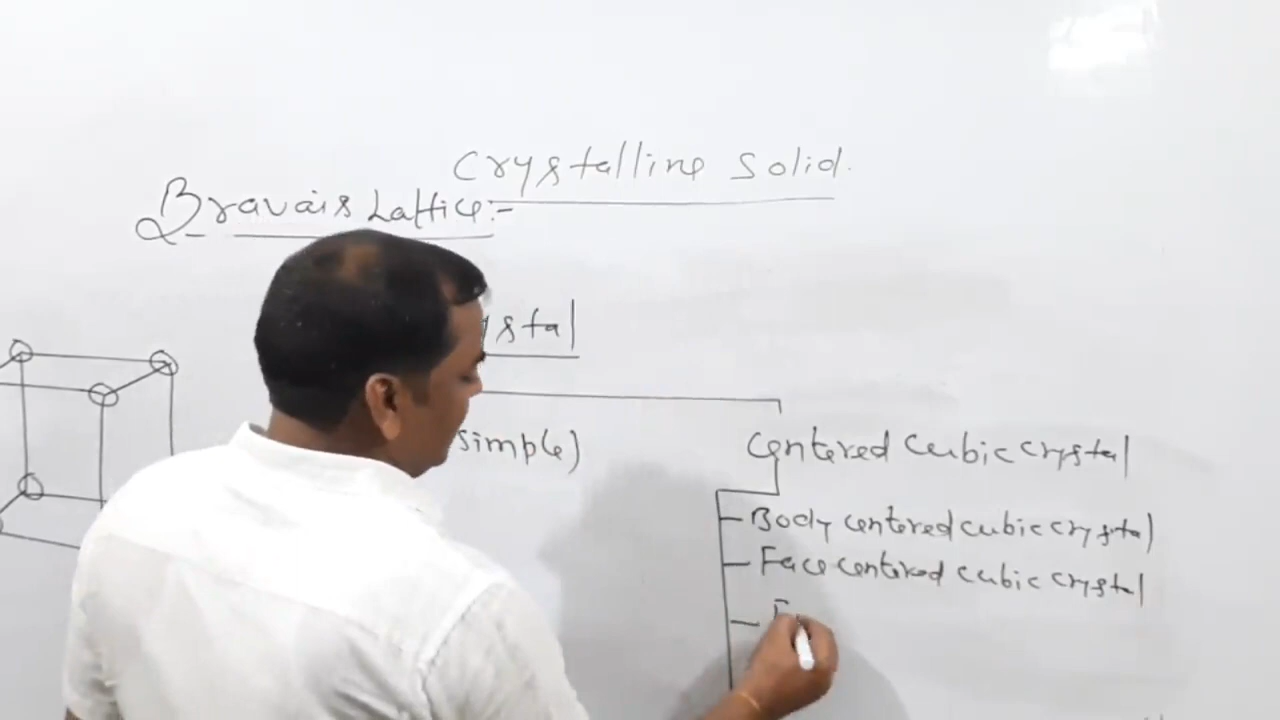 Crystalline Solid.
Bravais Lattice:-
ystal
simple)
Centered Cubic Crystal
Body centered cubic crystal
Face centered cubic crystal